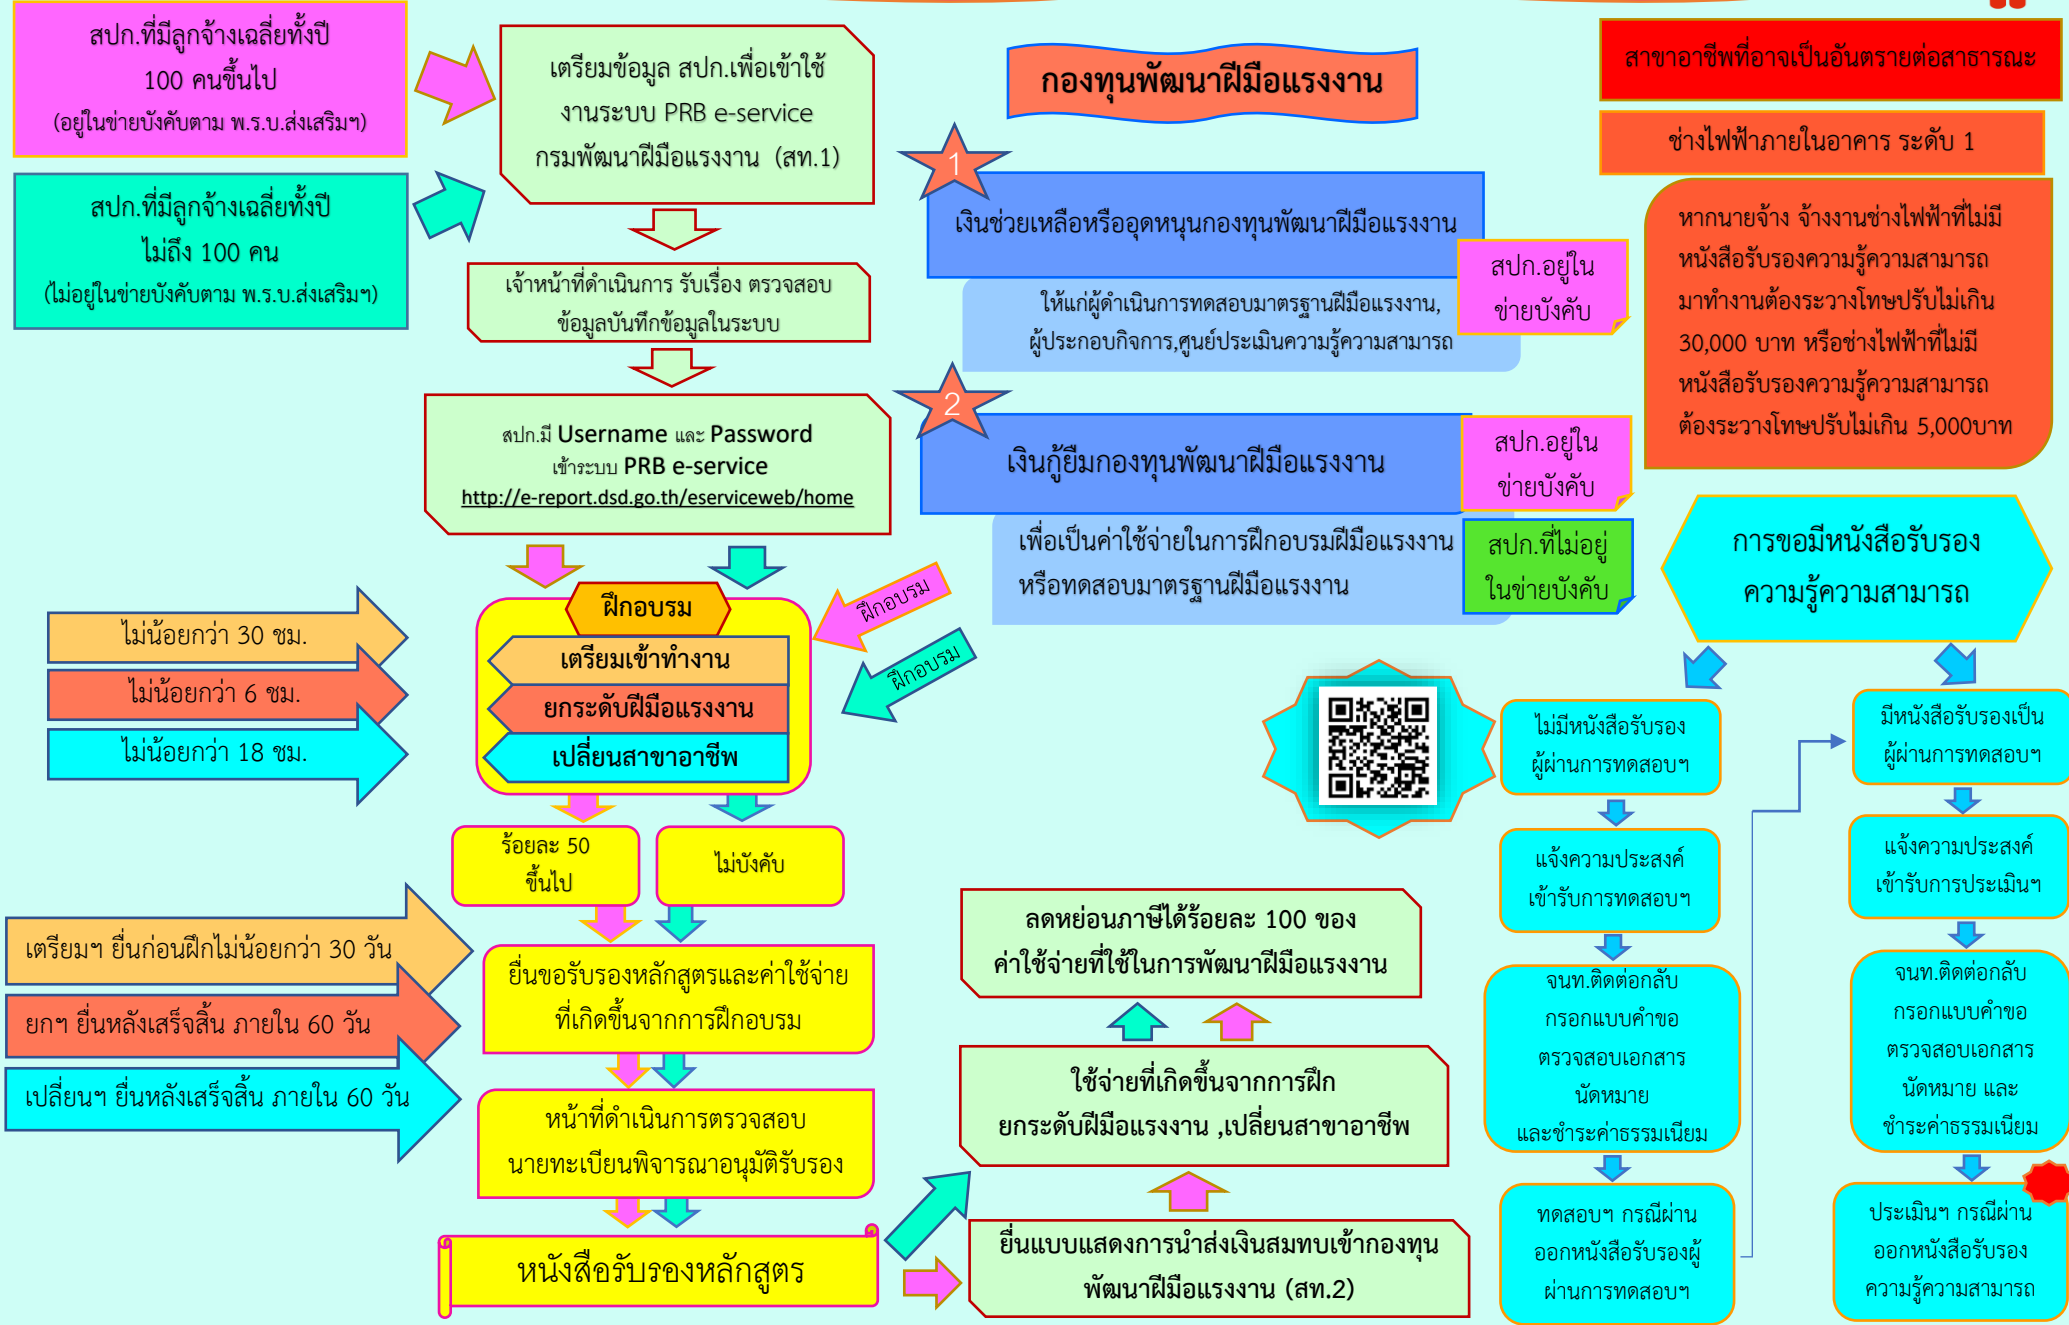 สปก.ที่มีลูกจ้างเฉลี่ยทั้งปี
100 คนขึ้นไป
(อยู่ในข่ายบังคับตาม พ.ร.บ.ส่งเสริมฯ)
สปก.ที่มีลูกจ้างเฉลี่ยทั้งปี
ไม่ถึง 100 คน
(ไม่อยู่ในข่ายบังคับตาม พ.ร.บ.ส่งเสริมฯ)
เตรียมข้อมูล สปก.เพื่อเข้าใช้
งานระบบ PRB e-service
กรมพัฒนาฝีมือแรงงาน (สท.1)
เจ้าหน้าที่ดำเนินการ รับเรื่อง ตรวจสอบ
ข้อมูลบันทึกข้อมูลในระบบ
สปก.มี Username และ Password
เข้าระบบ PRB e-service
http://e-report.dsd.go.th/eserviceweb/home
ฝึกอบรม
เตรียมเข้าทำงาน
ยกระดับฝีมือแรงงาน
เปลี่ยนสาขาอาชีพ
ไม่น้อยกว่า 30 ชม.
ไม่น้อยกว่า 6 ชม.
ไม่น้อยกว่า 18 ชม.
ฝึกอบรม
ฝึกอบรม
ร้อยละ 50
ขึ้นไป
ไม่บังคับ
เตรียมฯ ยื่นก่อนฝึกไม่น้อยกว่า 30 วัน
ยกฯ ยื่นหลังเสร็จสิ้น ภายใน 60 วัน
เปลี่ยนฯ ยื่นหลังเสร็จสิ้น ภายใน 60 วัน
ยื่นขอรับรองหลักสูตรและค่าใช้จ่าย
ที่เกิดขึ้นจากการฝึกอบรม
หน้าที่ดำเนินการตรวจสอบ
นายทะเบียนพิจารณาอนุมัติรับรอง
หนังสือรับรองหลักสูตร
กองทุนพัฒนาฝีมือแรงงาน
1
เงินช่วยเหลือหรืออุดหนุนกองทุนพัฒนาฝีมือแรงงาน
ให้แก่ผู้ดำเนินการทดสอบมาตรฐานฝีมือแรงงาน,
ผู้ประกอบกิจการ,ศูนย์ประเมินความรู้ความสามารถ
สปก.อยู่ใน
ข่ายบังคับ
2
เงินกู้ยืมกองทุนพัฒนาฝีมือแรงงาน
เพื่อเป็นค่าใช้จ่ายในการฝึกอบรมฝีมือแรงงาน
หรือทดสอบมาตรฐานฝีมือแรงงาน
สปก.อยู่ใน
ข่ายบังคับ
สปก.ที่ไม่อยู่
ในข่ายบังคับ
ลดหย่อนภาษีได้ร้อยละ 100 ของ
ค่าใช้จ่ายที่ใช้ในการพัฒนาฝีมือแรงงาน
ใช้จ่ายที่เกิดขึ้นจากการฝึก
ยกระดับฝีมือแรงงาน ,เปลี่ยนสาขาอาชีพ
ยื่นแบบแสดงการนำส่งเงินสมทบเข้ากองทุน
พัฒนาฝีมือแรงงาน (สท.2)
สาขาอาชีพที่อาจเป็นอันตรายต่อสาธารณะ
ช่างไฟฟ้าภายในอาคาร ระดับ 1
หากนายจ้าง จ้างงานช่างไฟฟ้าที่ไม่มี
หนังสือรับรองความรู้ความสามารถ
มาทำงานต้องระวางโทษปรับไม่เกิน
30,000 บาท หรือช่างไฟฟ้าที่ไม่มี
หนังสือรับรองความรู้ความสามารถ
ต้องระวางโทษปรับไม่เกิน 5,000บาท
การขอมีหนังสือรับรอง
ความรู้ความสามารถ
ไม่มีหนังสือรับรอง
ผู้ผ่านการทดสอบฯ
แจ้งความประสงค์
เข้ารับการทดสอบฯ
จนท.ติดต่อกลับ
กรอกแบบคำขอ
ตรวจสอบเอกสาร
นัดหมาย
และชำระค่าธรรมเนียม
ทดสอบฯ กรณีผ่าน
ออกหนังสือรับรองผู้
ผ่านการทดสอบฯ
มีหนังสือรับรองเป็น
ผู้ผ่านการทดสอบฯ
แจ้งความประสงค์
เข้ารับการประเมินฯ
จนท.ติดต่อกลับ
กรอกแบบคำขอ
ตรวจสอบเอกสาร
นัดหมาย และ
ชำระค่าธรรมเนียม
ประเมินฯ กรณีผ่าน
ออกหนังสือรับรอง
ความรู้ความสามารถ